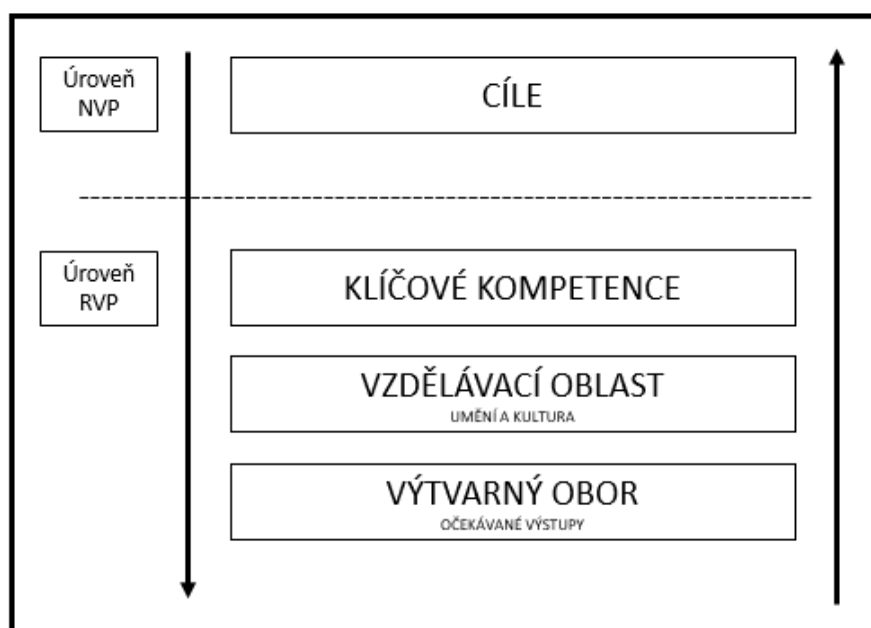 Úroveň
NVP
CÍLE
Úroveň
RVP
KLÍČOVÉ KOMPETENCE
VZDĚLÁVACÍ OBLAST
UMĚNÍ A KULTURA
VÝTVARNÝ OBOR
OČEKÁVANÉ VÝSTUPY